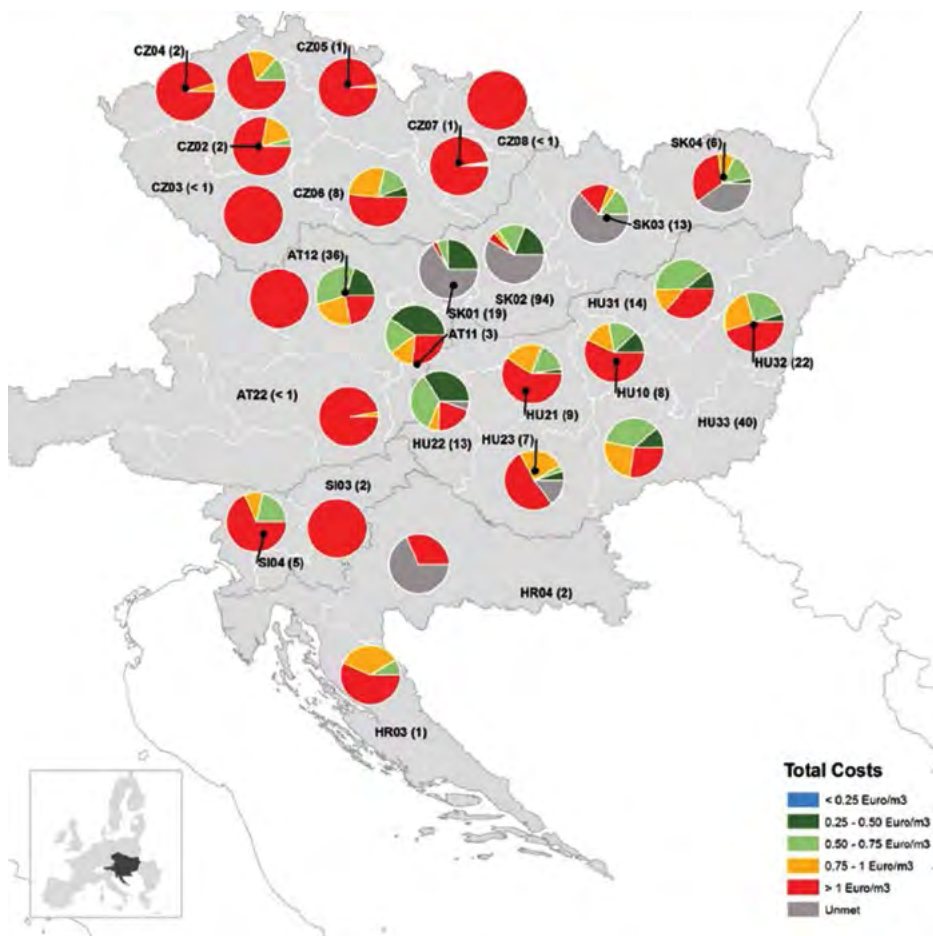 CZ04 (2)
CZ05 (1)
CZ07 (1)
CZ08 (< 1)
CZ02 (2)
SK04 (6)
CZ03 (< 1)
CZ06 (8)
SK03 (13)
AT12 (36)
SK02 (94)
HU31 (14)
SK01 (19)
AT11 (3)
HU32 (22)
AT22 (< 1)
HU10 (8)
HU21 (9)
HU33 (40)
HU22 (13)
HU23 (7)
SI03 (2)
SI04 (5)
HR04 (2)
HR03 (1)
Total Costs
< 0.25 Euro/m3
0.25 - 0.50 Euro/m3
0.50 - 0.75 Euro/m3
0.75 - 1 Euro/m3
> 1 Euro/m3
Unmet